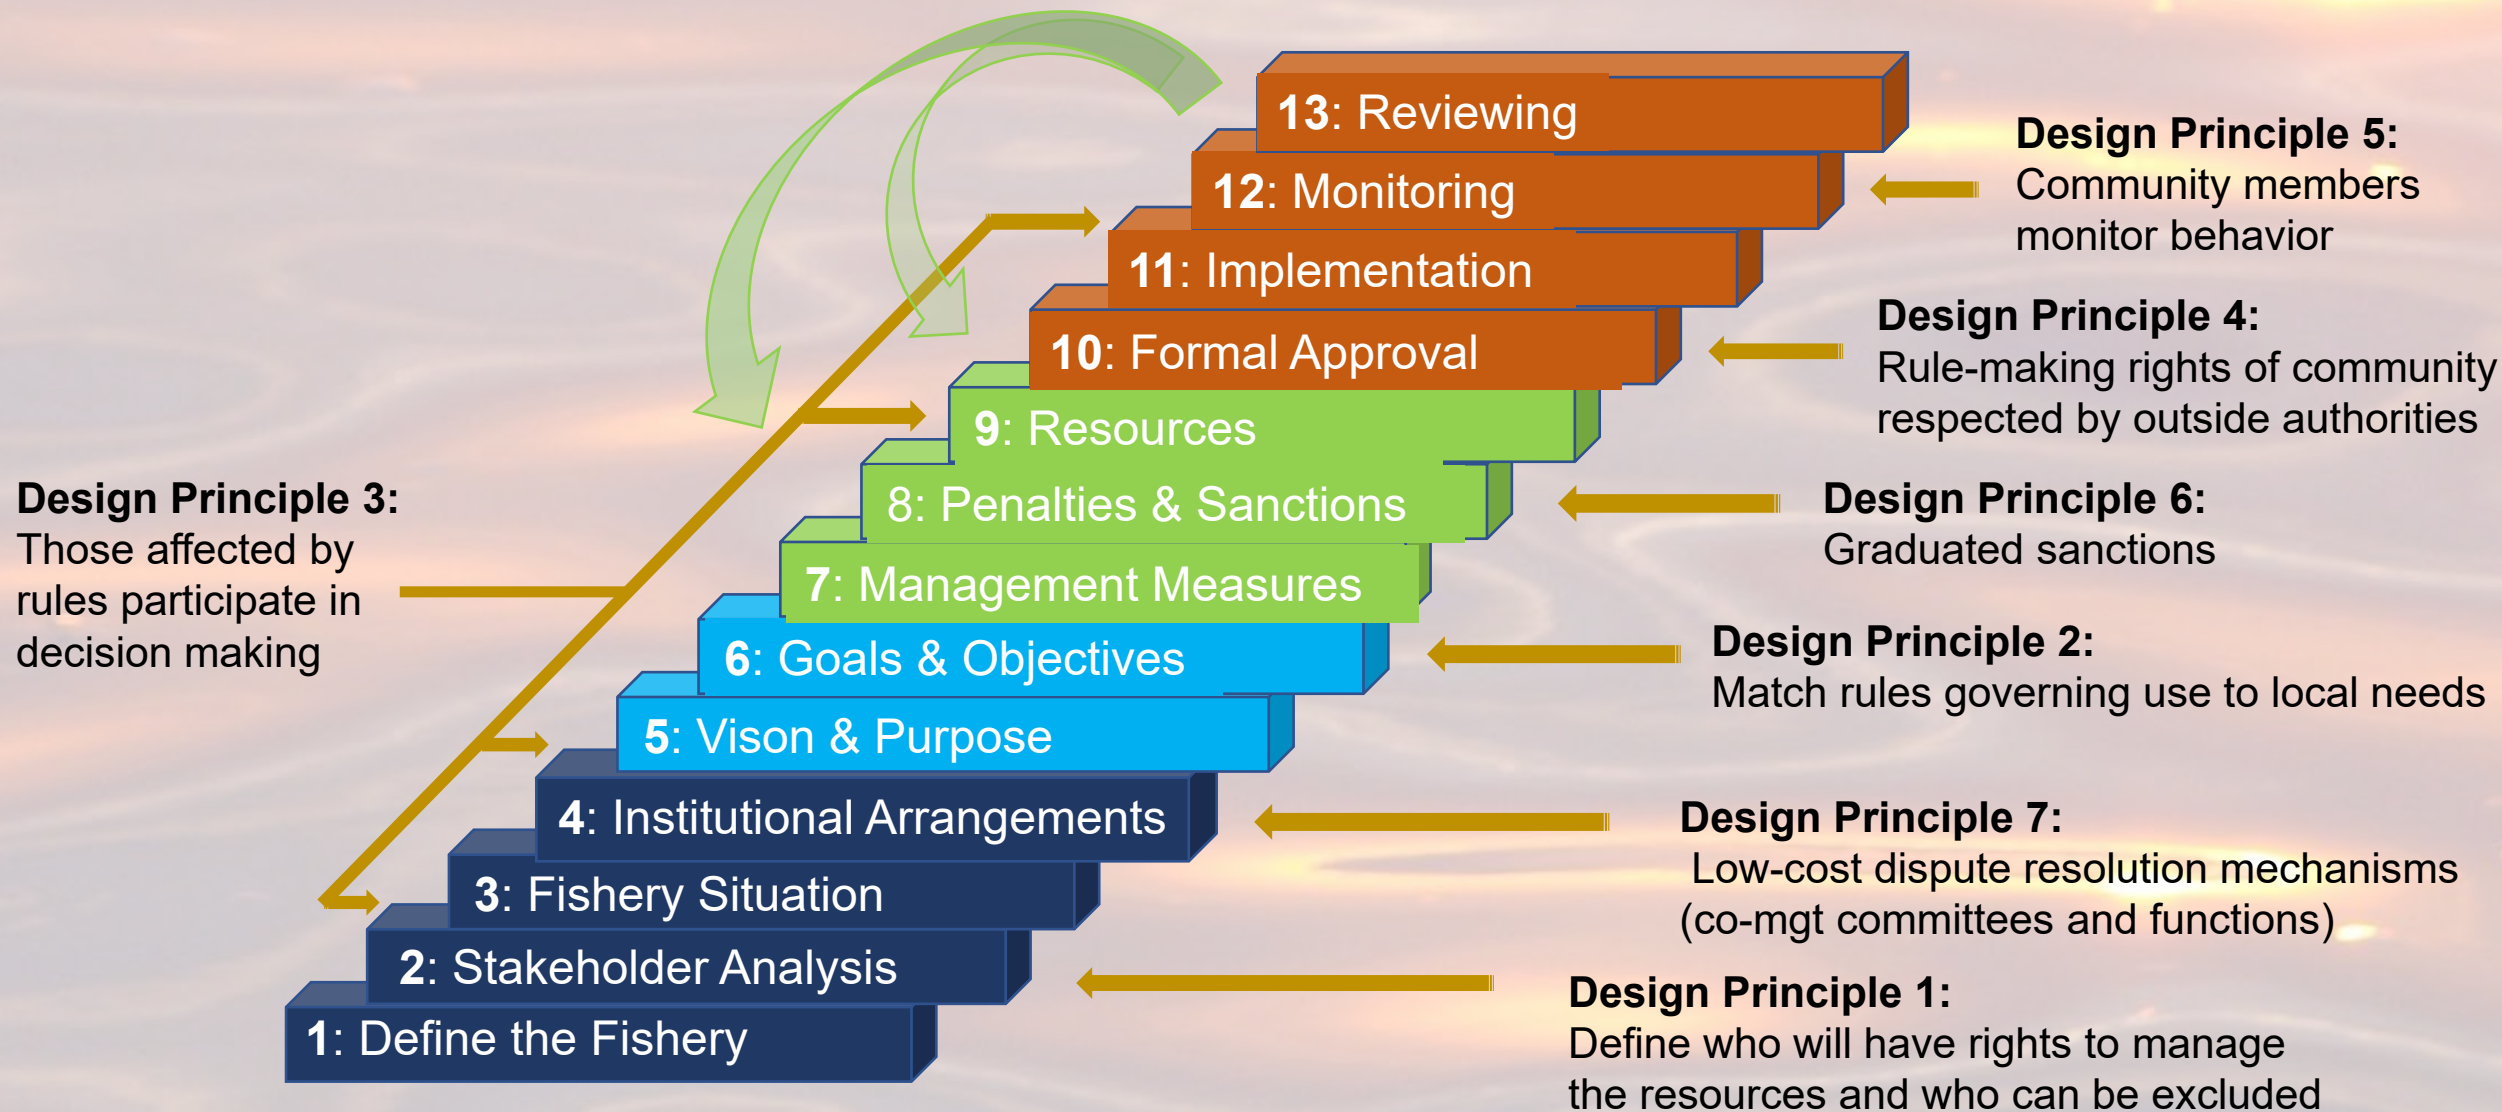 13: Reviewing
12: Monitoring
11: Implementation
10: Formal Approval
9: Resources
8: Penalties & Sanctions
7: Management Measures
6: Goals & Objectives
5: Vison & Purpose
4: Institutional Arrangements
3: Fishery Situation
2: Stakeholder Analysis
1: Define the Fishery
Design Principle 3:
Those affected by
rules participate in
decision making
Design Principle 5:
Community members
monitor behavior
Design Principle 4:
Rule-making rights of community
respected by outside authorities
Design Principle 6:
Graduated sanctions
Design Principle 2:
Match rules governing use to local needs
Design Principle 7:
Low-cost dispute resolution mechanisms
(co-mgt committees and functions)
Design Principle 1:
Define who will have rights to manage
the resources and who can be excluded